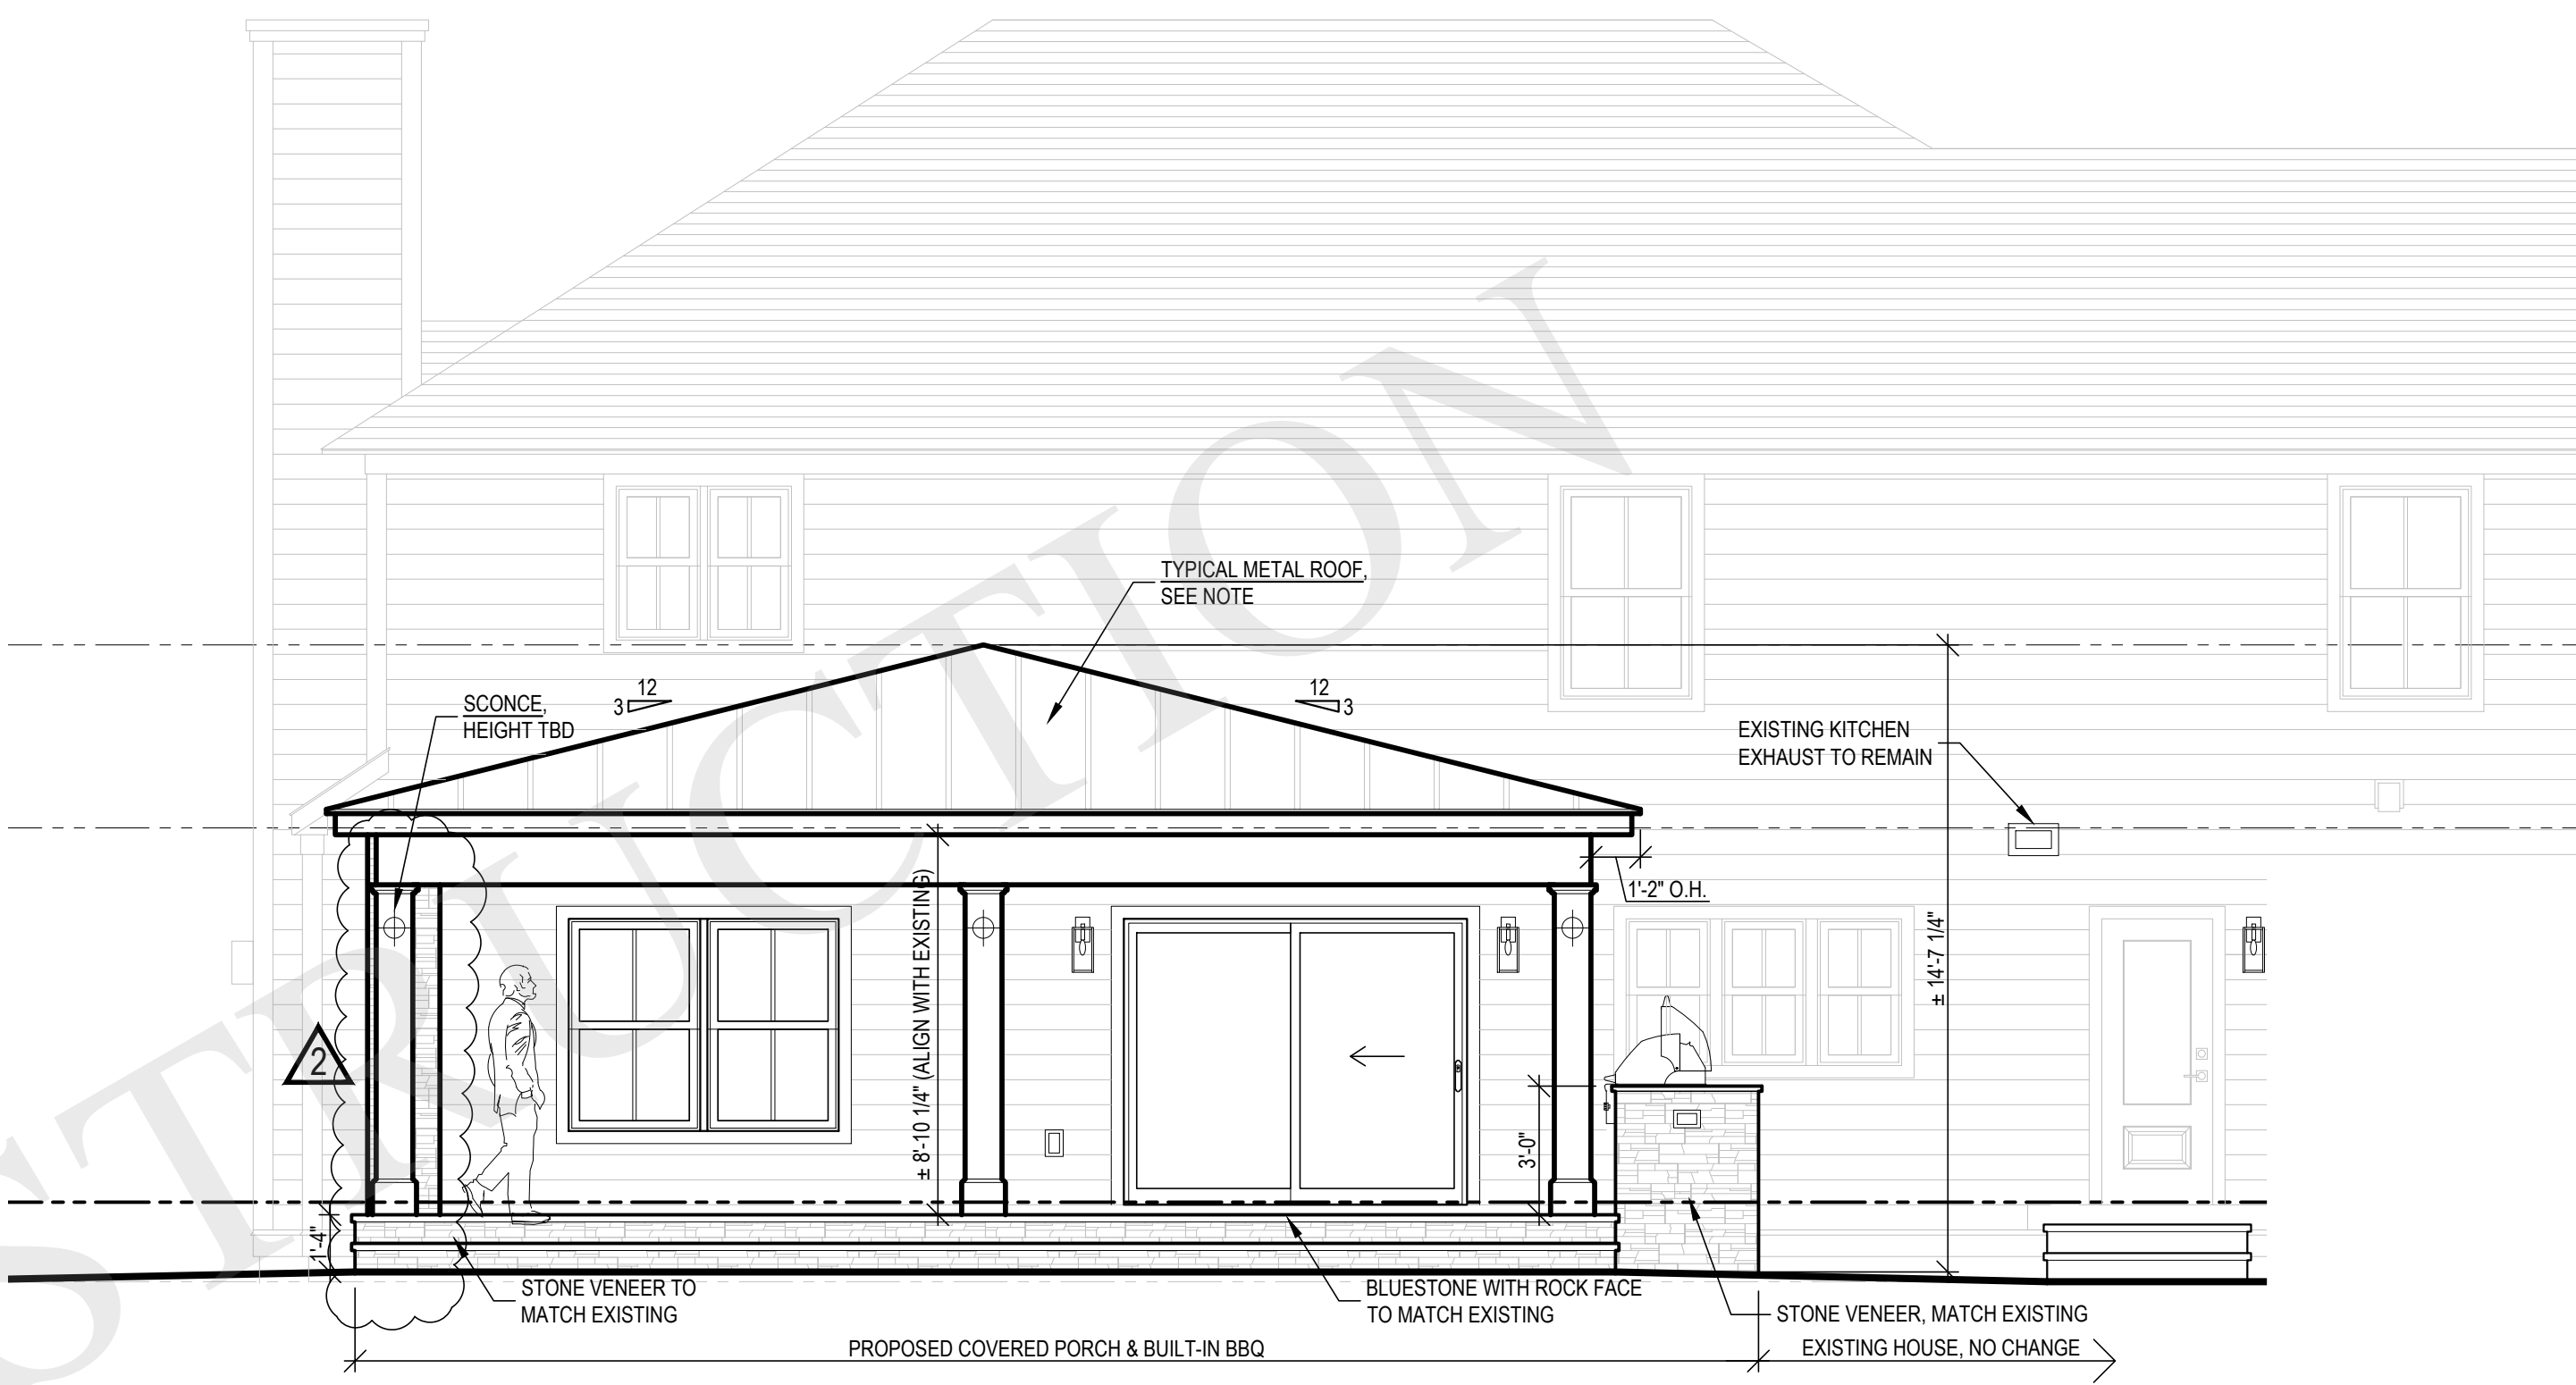 STRUCTION
TYPICAL METAL ROOF,
SEE NOTE
12
3
12
3
SCONCE,
HEIGHT TBD
EXISTING KITCHEN
EXHAUST TO REMAIN
1'-2" O.H.
± 8'-10 1/4" (ALIGN WITH EXISTING)
± 14'-7 1/4"
2
3'-0"
1'-4"
STONE VENEER TO
MATCH EXISTING
BLUESTONE WITH ROCK FACE
TO MATCH EXISTING
STONE VENEER, MATCH EXISTING
PROPOSED COVERED PORCH & BUILT-IN BBQ
EXISTING HOUSE, NO CHANGE